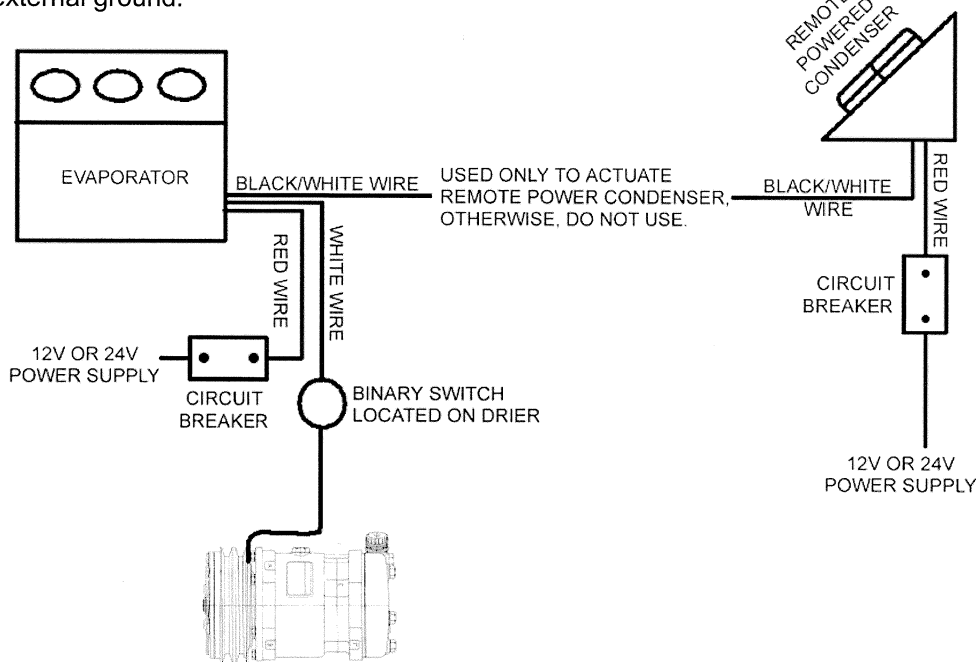 external ground.
REMOTE
POWERED
CONDENSER
EVAPORATOR
BLACK/WHITE WIRE
USED ONLY TO ACTUATE
REMOTE POWER CONDENSER,
OTHERWISE, DO NOT USE.
BLACK/WHITE
WIRE
RED WIRE
RED WIRE
WHITE WIRE
CIRCUIT
BREAKER
12V OR 24V
POWER SUPPLY
CIRCUIT
BREAKER
BINARY SWITCH
LOCATED ON DRIER
12V OR 24V
POWER SUPPLY